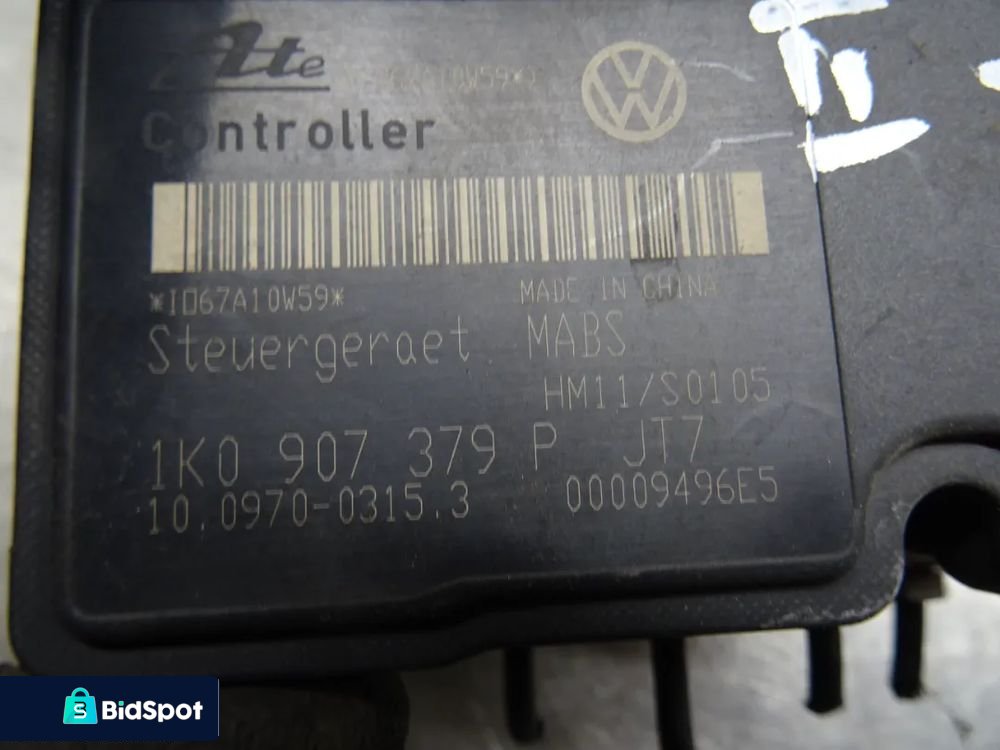 Ate
Controller
*I067A10W59*
MADE IN CHINA
Steuergeraet. MABS
HM11/S0105
1K0 907 379 P JT7
10.0970-0315.3
00009496E5
BidSpot